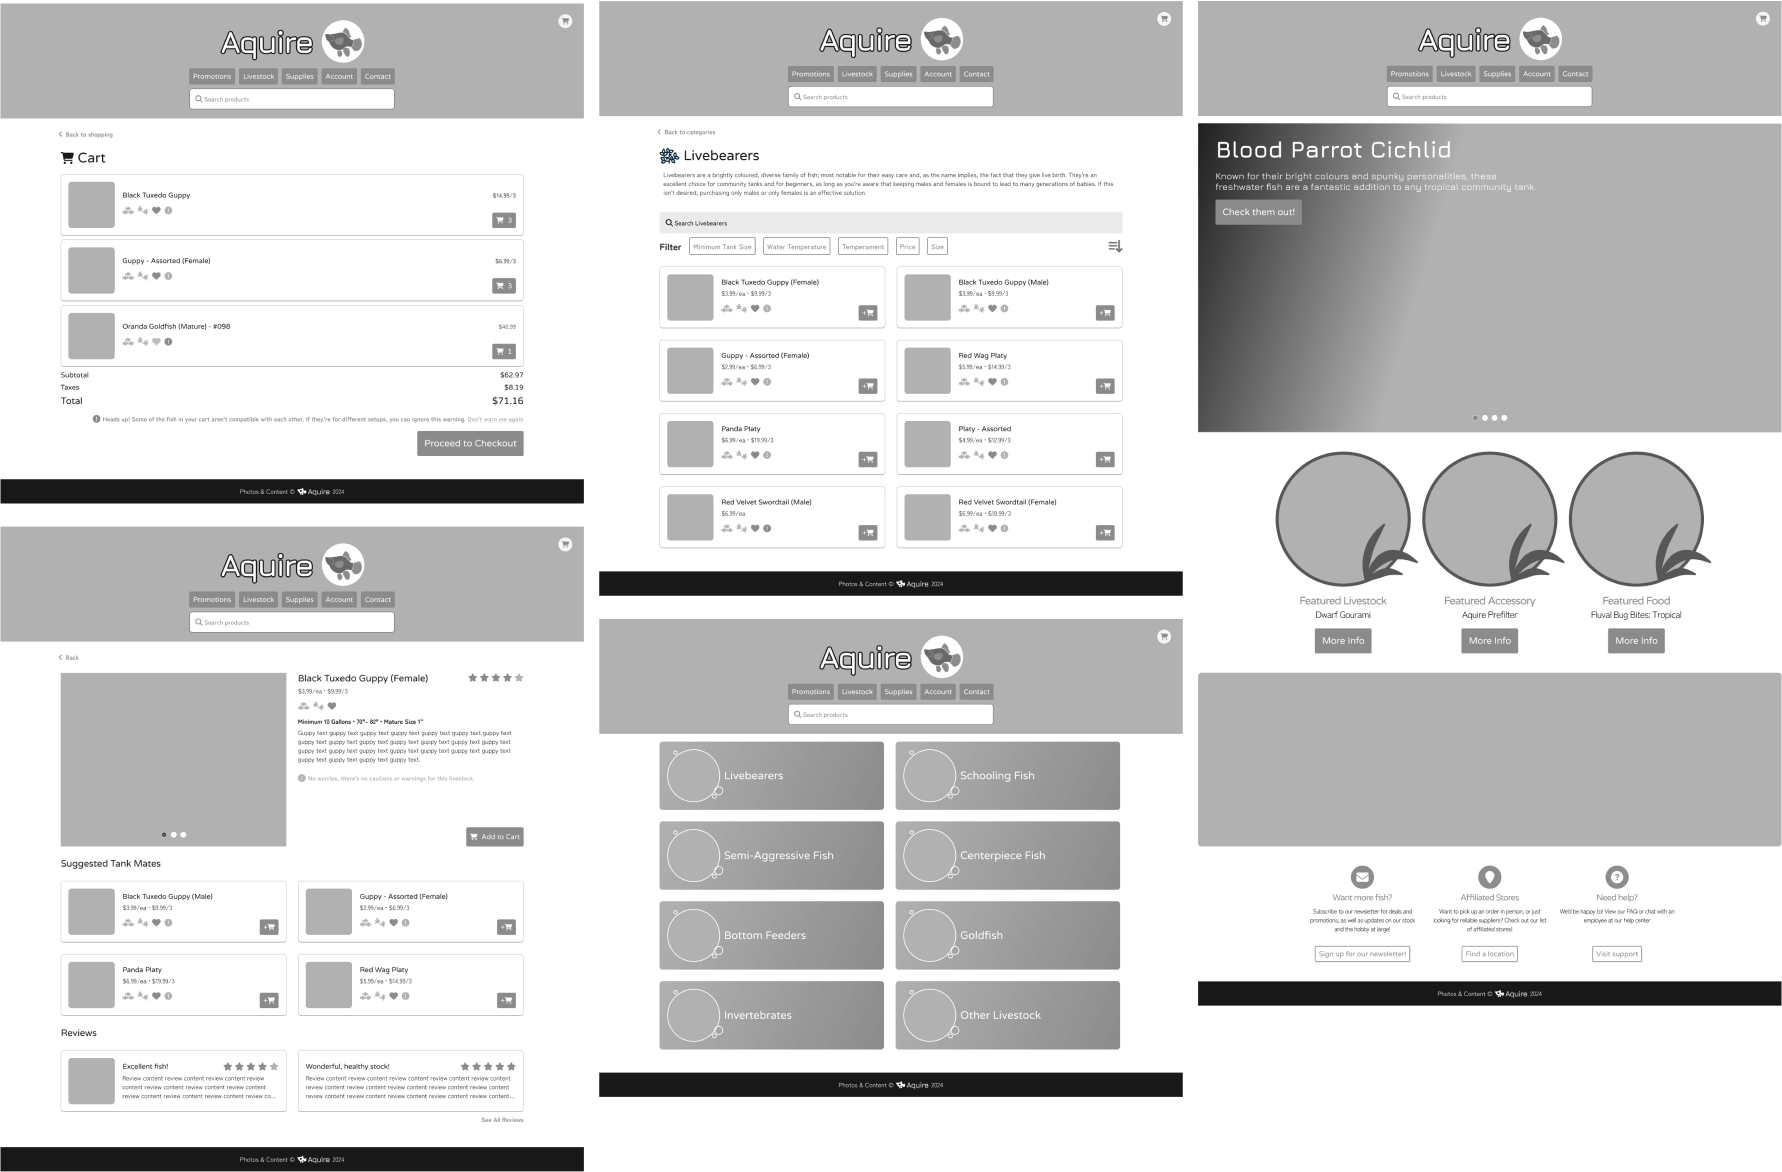 Aquire
Promotions Livestock Supplies Account Contact
Search products
Back to shopping
Cart
Black Tuxedo Guppy $14.99/3
3
Guppy - Assorted (Female) $6.99/3
3
Oranda Goldfish (Mature) - #098 $40.99
1
Subtotal $62.97
Taxes $8.19
Total $71.16
Heads up! Some of the fish in your cart aren't compatible with each other. If they're for different setups, you can ignore this warning. Don't warn me again
Proceed to Checkout
Photos & Content © Aquire 2024
Aquire
Promotions Livestock Supplies Account Contact
Search products
Back
Black Tuxedo Guppy (Female)
$3.99/ea • $9.99/3
Minimum 10 Gallons • 70°- 82° • Mature Size 1"
Guppy text guppy text guppy text guppy text guppy text guppy text
guppy text guppy text guppy text guppy text guppy text guppy text
guppy text guppy text guppy text guppy text guppy text guppy text
guppy text guppy text guppy text guppy text.
No worries, there's no cautions or warnings for this livestock.
Add to Cart
Suggested Tank Mates
Black Tuxedo Guppy (Male)
$3.99/ea • $9.99/3
+
Guppy - Assorted (Female)
$2.99/ea • $6.99/3
+
Panda Platy
$6.99/ea • $19.99/3
+
Red Wag Platy
$5.99/ea • $14.99/3
+
Reviews
Excellent fish!
Review content review content review content review
content review content review content review content
review content review content review content review co...
Wonderful, healthy stock!
Review content review content review content review content review
content review content review content review content review content
review content review content review content review content...
See All Reviews
Photos & Content © Aquire 2024
Aquire
Promotions Livestock Supplies Account Contact
Search products
Back to categories
Livebearers
Livebearers are a brightly coloured, diverse family of fish; most notable for their easy care and, as the name implies, the fact that they give live birth. They're an
excellent choice for community tanks and for beginners, as long as you're aware that keeping males and females is bound to lead to many generations of babies. If this
isn't desired, purchasing only males or only females is an effective solution.
Search Livebearers
Filter Minimum Tank Size Water Temperature Temperament Price Size
Black Tuxedo Guppy (Female)
$3.99/ea • $9.99/3
+
Black Tuxedo Guppy (Male)
$3.99/ea • $9.99/3
+
Guppy - Assorted (Female)
$2.99/ea • $6.99/3
+
Red Wag Platy
$5.99/ea • $14.99/3
+
Panda Platy
$6.99/ea • $19.99/3
+
Platy - Assorted
$4.99/ea • $12.99/3
+
Red Velvet Swordtail (Male)
$6.99/ea
+
Red Velvet Swordtail (Female)
$6.99/ea • $18.99/3
+
Photos & Content © Aquire 2024
Aquire
Promotions Livestock Supplies Account Contact
Search products
Livebearers
Schooling Fish
Semi-Aggressive Fish
Centerpiece Fish
Bottom Feeders
Goldfish
Invertebrates
Other Livestock
Photos & Content © Aquire 2024
Aquire
Promotions Livestock Supplies Account Contact
Search products
Blood Parrot Cichlid
Known for their bright colours and spunky personalities, these
freshwater fish are a fantastic addition to any tropical community tank.
Check them out!
Featured Livestock
Dwarf Gourami
More Info
Featured Accessory
Aquire Prefilter
More Info
Featured Food
Fluval Bug Bites: Tropical
More Info
Want more fish?
Subscribe to our newsletter for deals and
promotions, as well as updates on our stock
and the hobby at large!
Sign up for our newsletter!
Affiliated Stores
Want to pick up an order in person, or just
looking for reliable suppliers? Check out our list
of affiliated stores!
Find a location
Need help?
We'd be happy to! View our FAQ or chat with an
employee at our help center
Visit support
Photos & Content © Aquire 2024